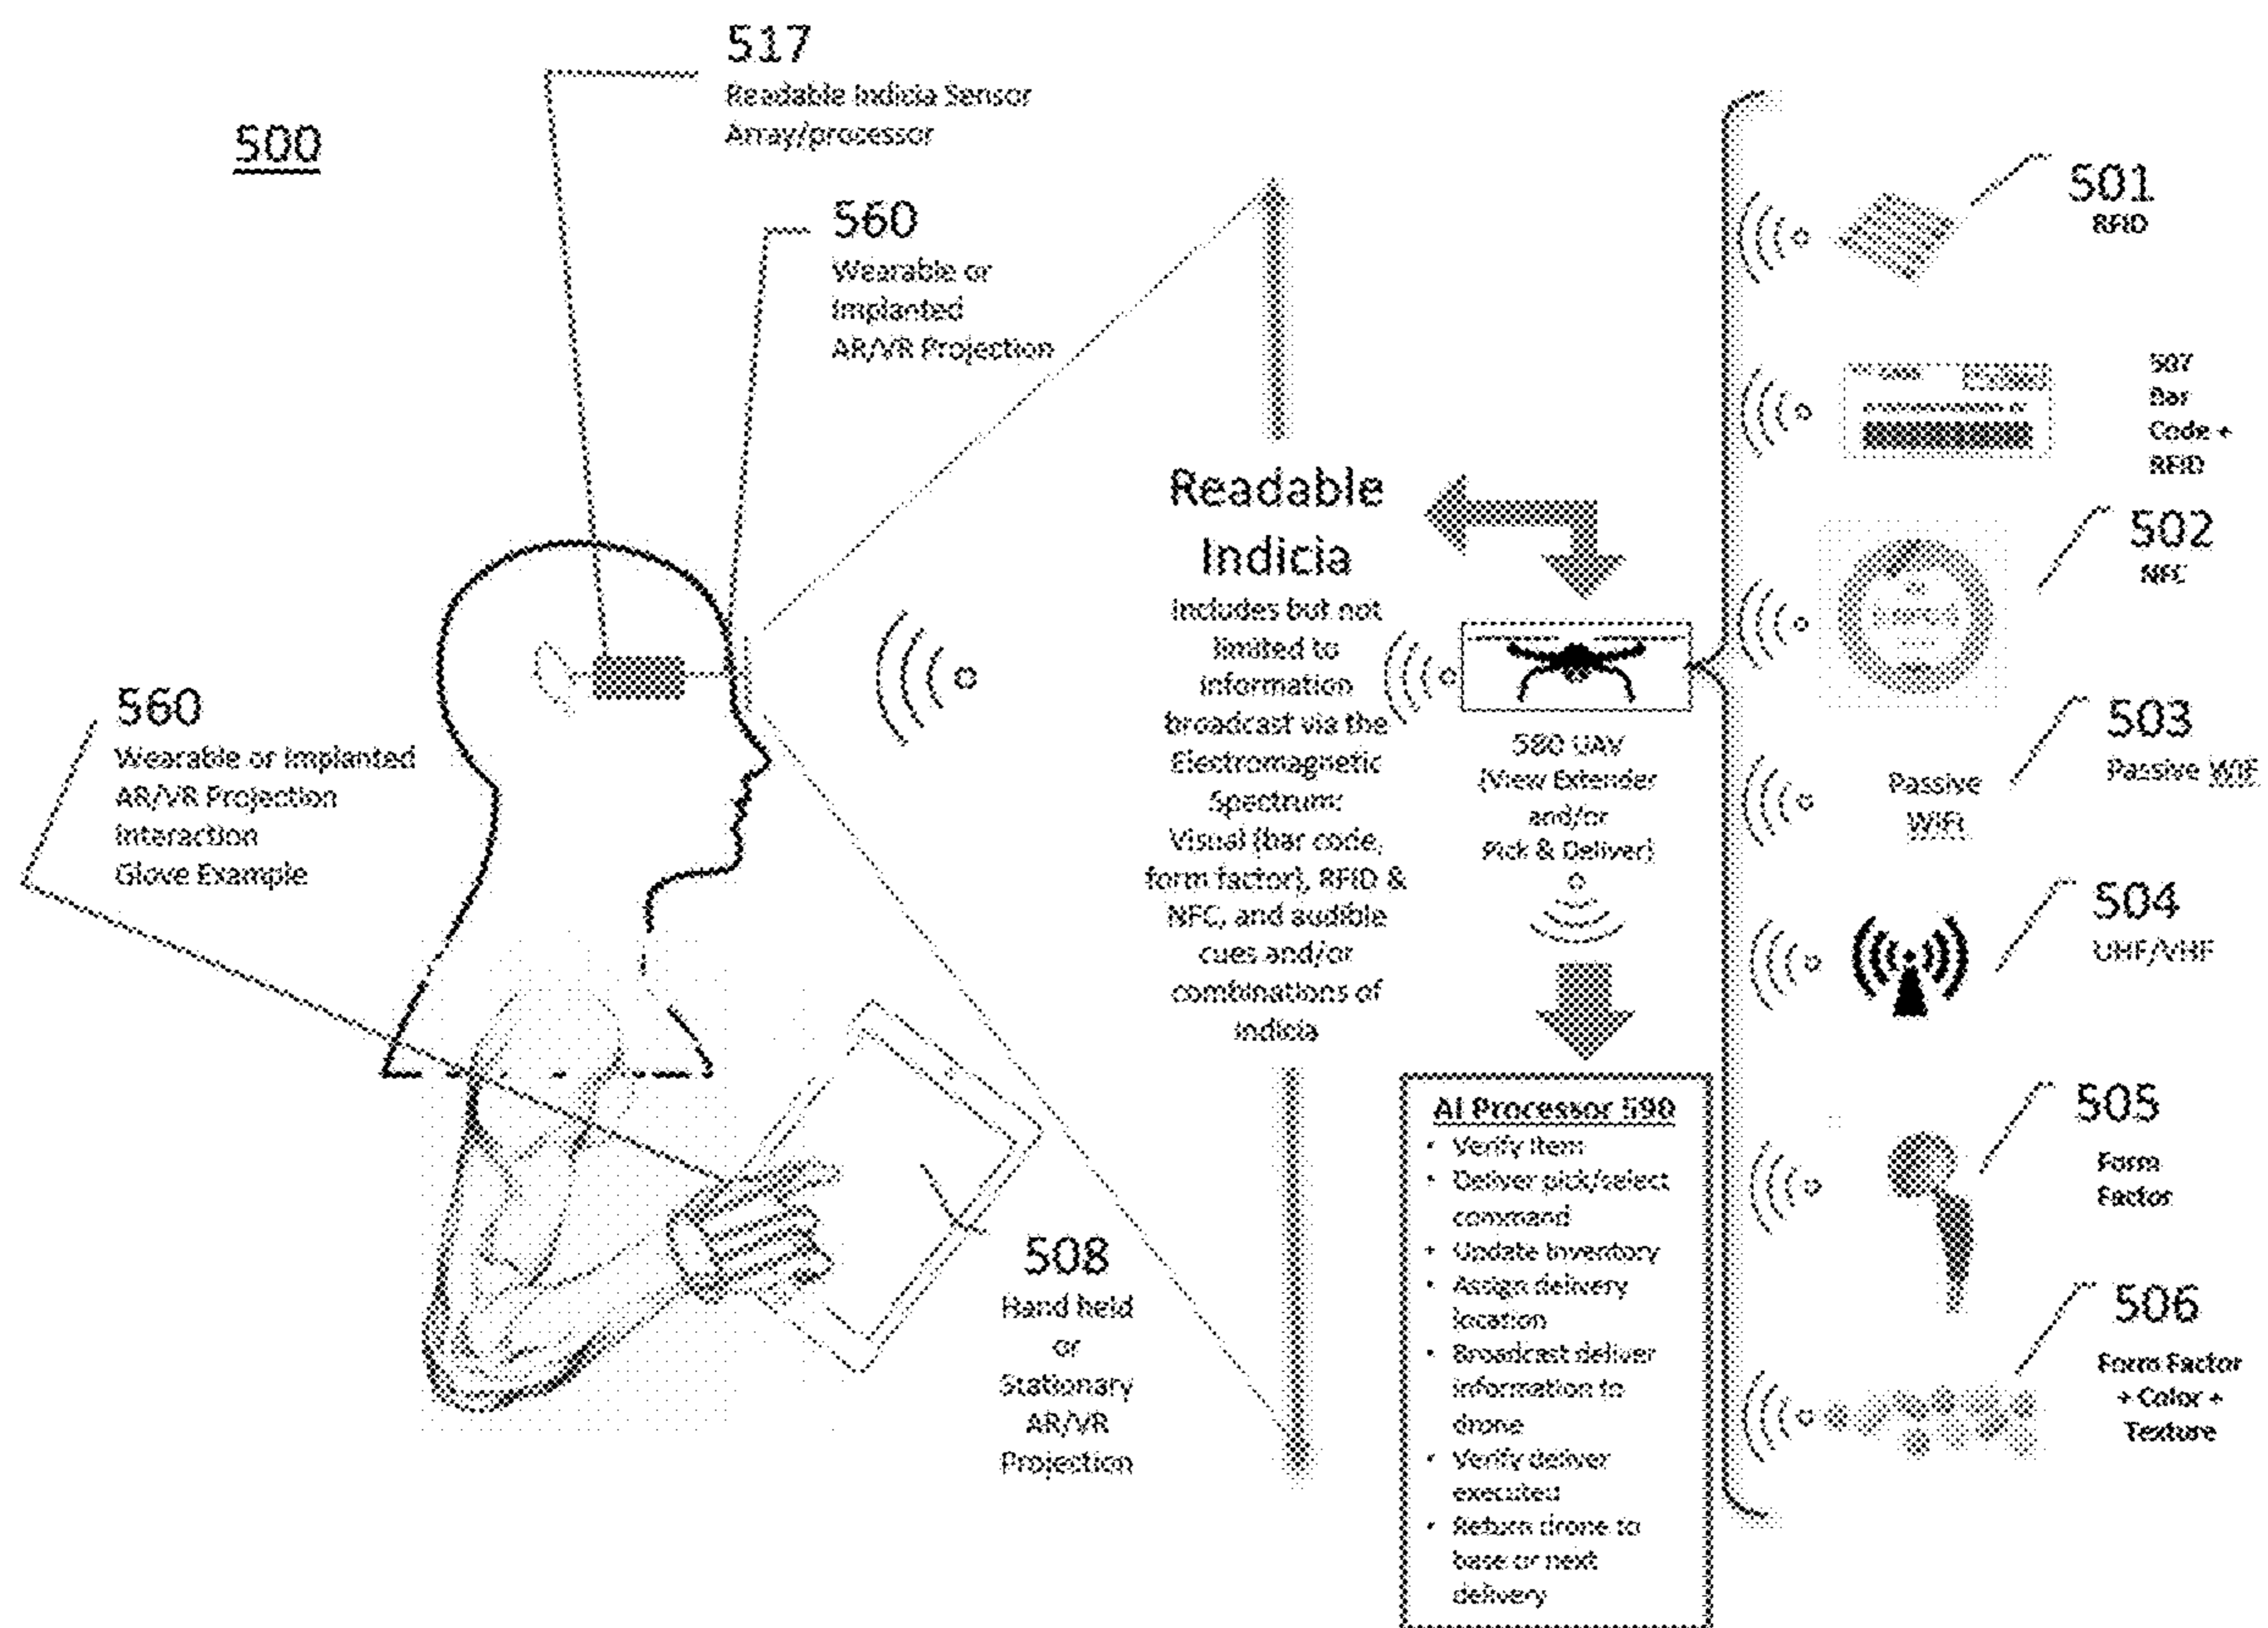 500
517
Readable Indicia Sensor
Array/processor
560
Wearable or
Implanted
AR/VR Projection
560
Wearable or Implanted
AR/VR Projection
Interaction
Glove Example
508
Hand held
or
Stationary
AR/VR
Projection
Readable
Indicia
Includes but not
limited to
information
broadcast via the
Electromagnetic
Spectrum:
Visual (bar code,
form factor), RFID &
NFC, and audible
cues and/or
combinations of
indicia
580 UAV
(View Extender
and/or
Pick & Deliver)
AI Processor 590
• Verify Item
• Deliver pick/select
command
• Update Inventory
• Assign delivery
location
• Broadcast deliver
information to
drone
• Verify deliver
executed
• Return drone to
base or next
delivery
501
RFID
507
Bar
Code +
RFID
502
NFC
503
Passive WIF
Passive
WiFi
504
UHF/VHF
505
Form
Factor
506
Form Factor
+ Color +
Texture